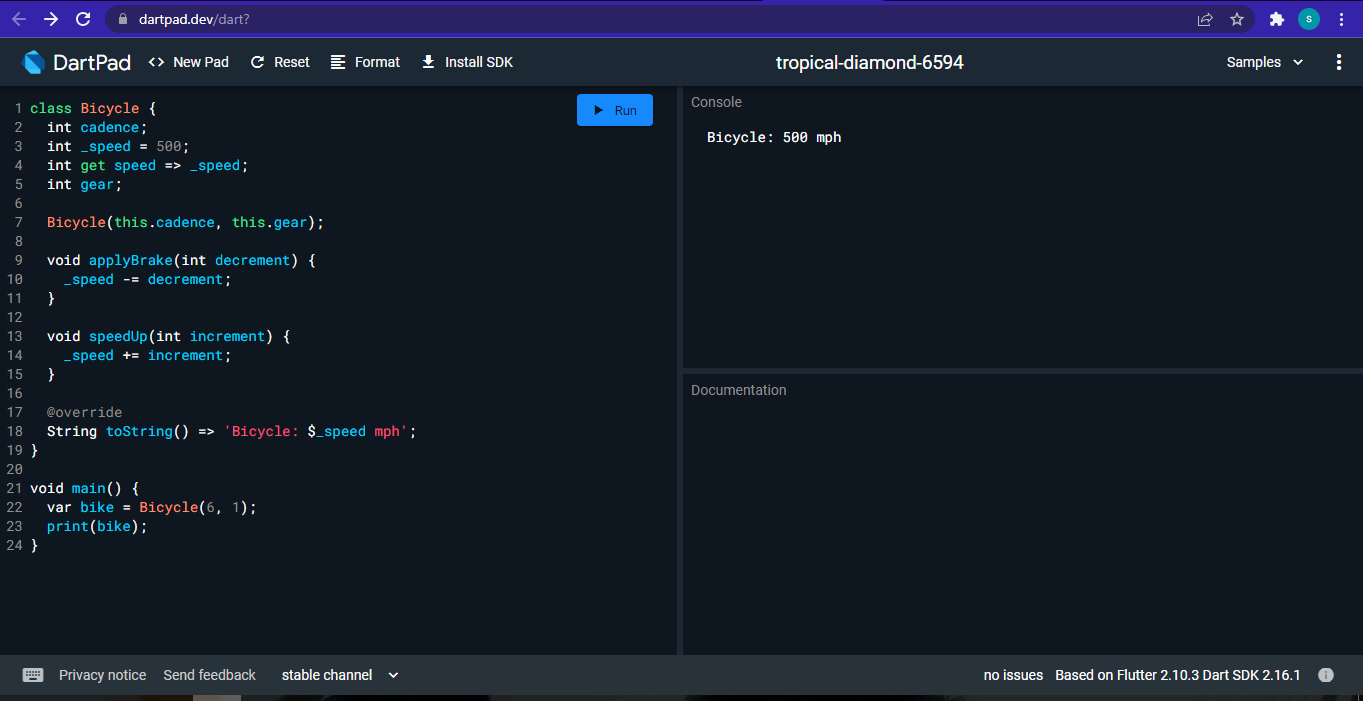 dartpad.dev/dart?
S
DartPad <> New Pad Reset Format Install SDK tropical-diamond-6594 Samples
1 class Bicycle {
2   int cadence;
3   int _speed = 500;
4   int get speed => _speed;
5   int gear;
6
7   Bicycle(this.cadence, this.gear);
8
9   void applyBrake(int decrement) {
10     _speed -= decrement;
11   }
12
13   void speedUp(int increment) {
14     _speed += increment;
15   }
16
17   @override
18   String toString() => 'Bicycle: $_speed mph';
19 }
20
21 void main() {
22   var bike = Bicycle(6, 1);
23   print(bike);
24 }
Run
Console
Bicycle: 500 mph
Documentation
Privacy notice Send feedback stable channel no issues Based on Flutter 2.10.3 Dart SDK 2.16.1